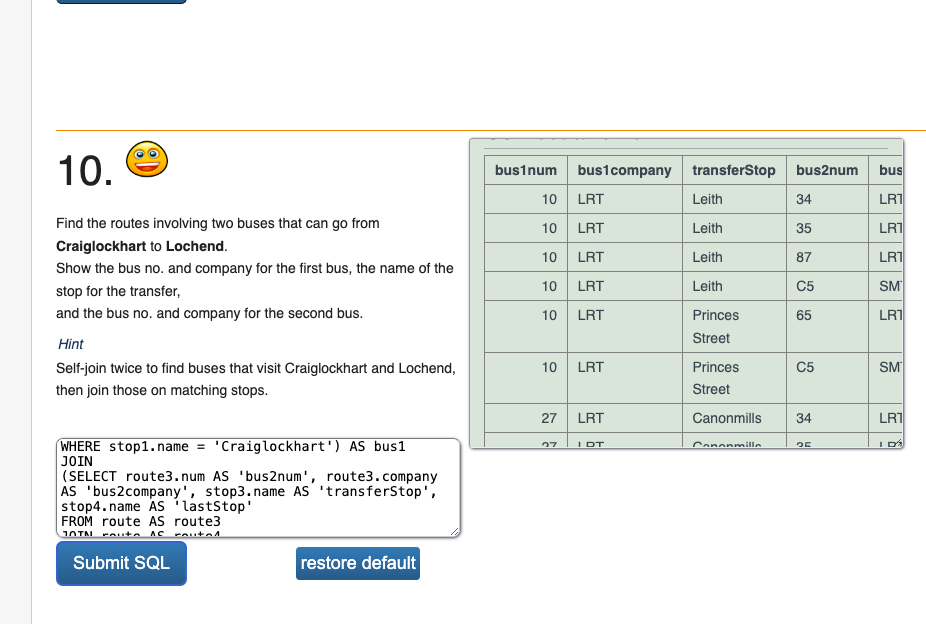 10.
Find the routes involving two buses that can go from
Craiglockhart to Lochend.
Show the bus no. and company for the first bus, the name of the
stop for the transfer,
and the bus no. and company for the second bus.
Hint
Self-join twice to find buses that visit Craiglockhart and Lochend,
then join those on matching stops.
WHERE stop1.name = 'Craiglockhart') AS bus1
JOIN
(SELECT route3.num AS 'bus2num', route3.company
AS 'bus2company', stop3.name AS 'transferStop',
stop4.name AS 'lastStop'
FROM route AS route3
JOIN route AS route4
Submit SQL restore default
bus1num bus1company transferStop bus2num bus
10 LRT Leith 34 LRT
10 LRT Leith 35 LRT
10 LRT Leith 87 LRT
10 LRT Leith C5 SM
10 LRT Princes 65 LRT
Street
10 LRT Princes C5 SM
Street
27 LRT Canonmills 34 LRT
27 LRT Canonmills 35